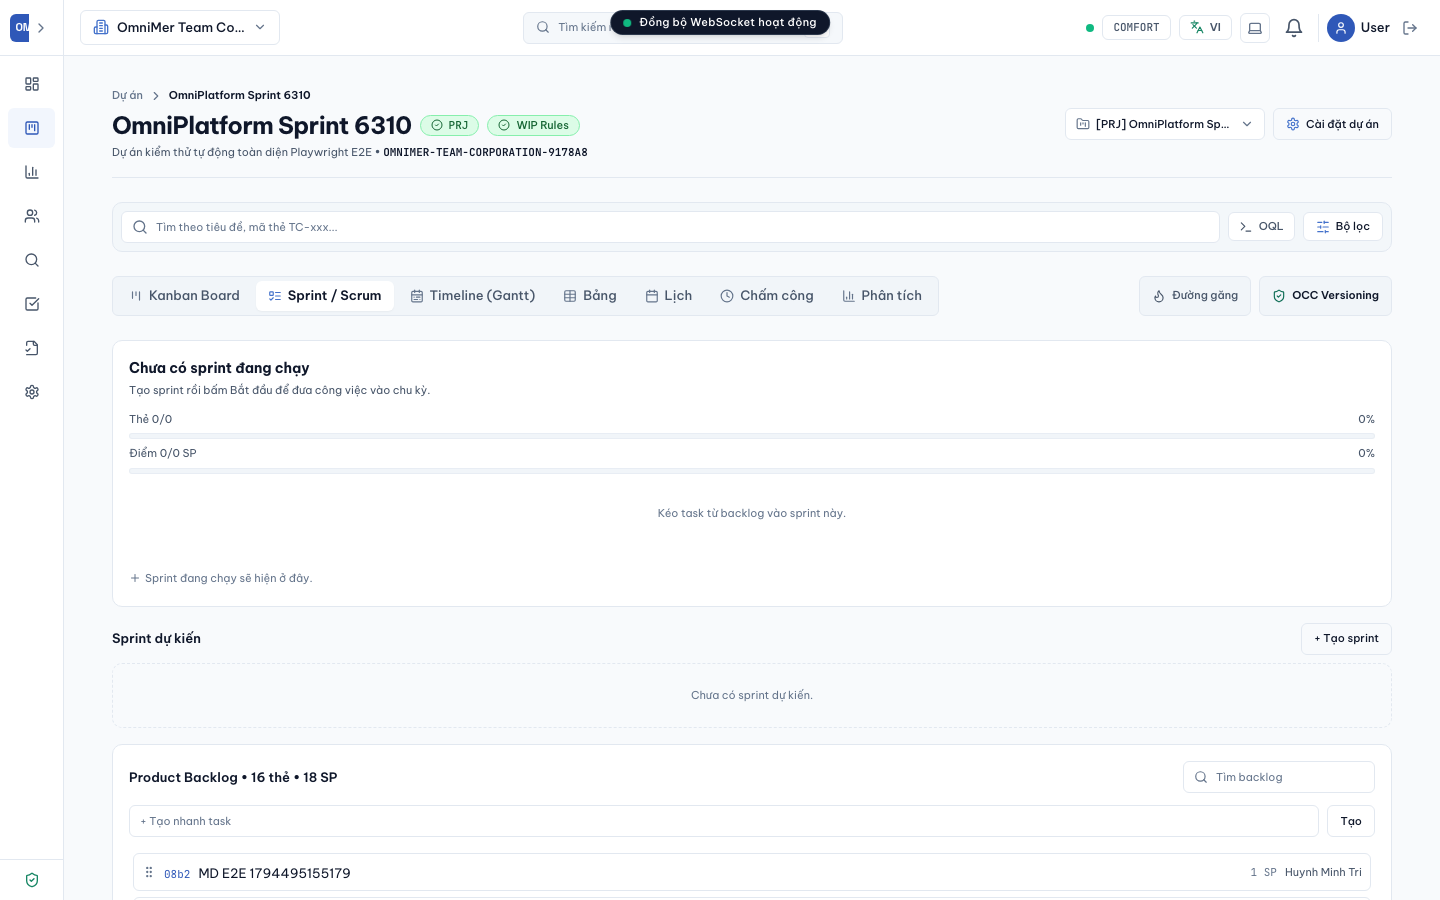 OM
OmniMer Team Co...
Tìm kiếm
Đồng bộ WebSocket hoạt động
COMFORT
VI
User
Dự án
OmniPlatform Sprint 6310
OmniPlatform Sprint 6310
PRJ
WIP Rules
[PRJ] OmniPlatform Sp...
Cài đặt dự án
Dự án kiểm thử tự động toàn diện Playwright E2E • OMNIMER-TEAM-CORPORATION-9178A8
Tìm theo tiêu đề, mã thẻ TC-xxx...
OQL
Bộ lọc
Kanban Board
Sprint / Scrum
Timeline (Gantt)
Bảng
Lịch
Chấm công
Phân tích
Đường găng
OCC Versioning
Chưa có sprint đang chạy
Tạo sprint rồi bấm Bắt đầu để đưa công việc vào chu kỳ.
Thẻ 0/0
0%
Điểm 0/0 SP
0%
Kéo task từ backlog vào sprint này.
Sprint đang chạy sẽ hiện ở đây.
Sprint dự kiến
+ Tạo sprint
Chưa có sprint dự kiến.
Product Backlog • 16 thẻ • 18 SP
Tìm backlog
+ Tạo nhanh task
Tạo
08b2 MD E2E 1794495155179
1 SP Huynh Minh Tri